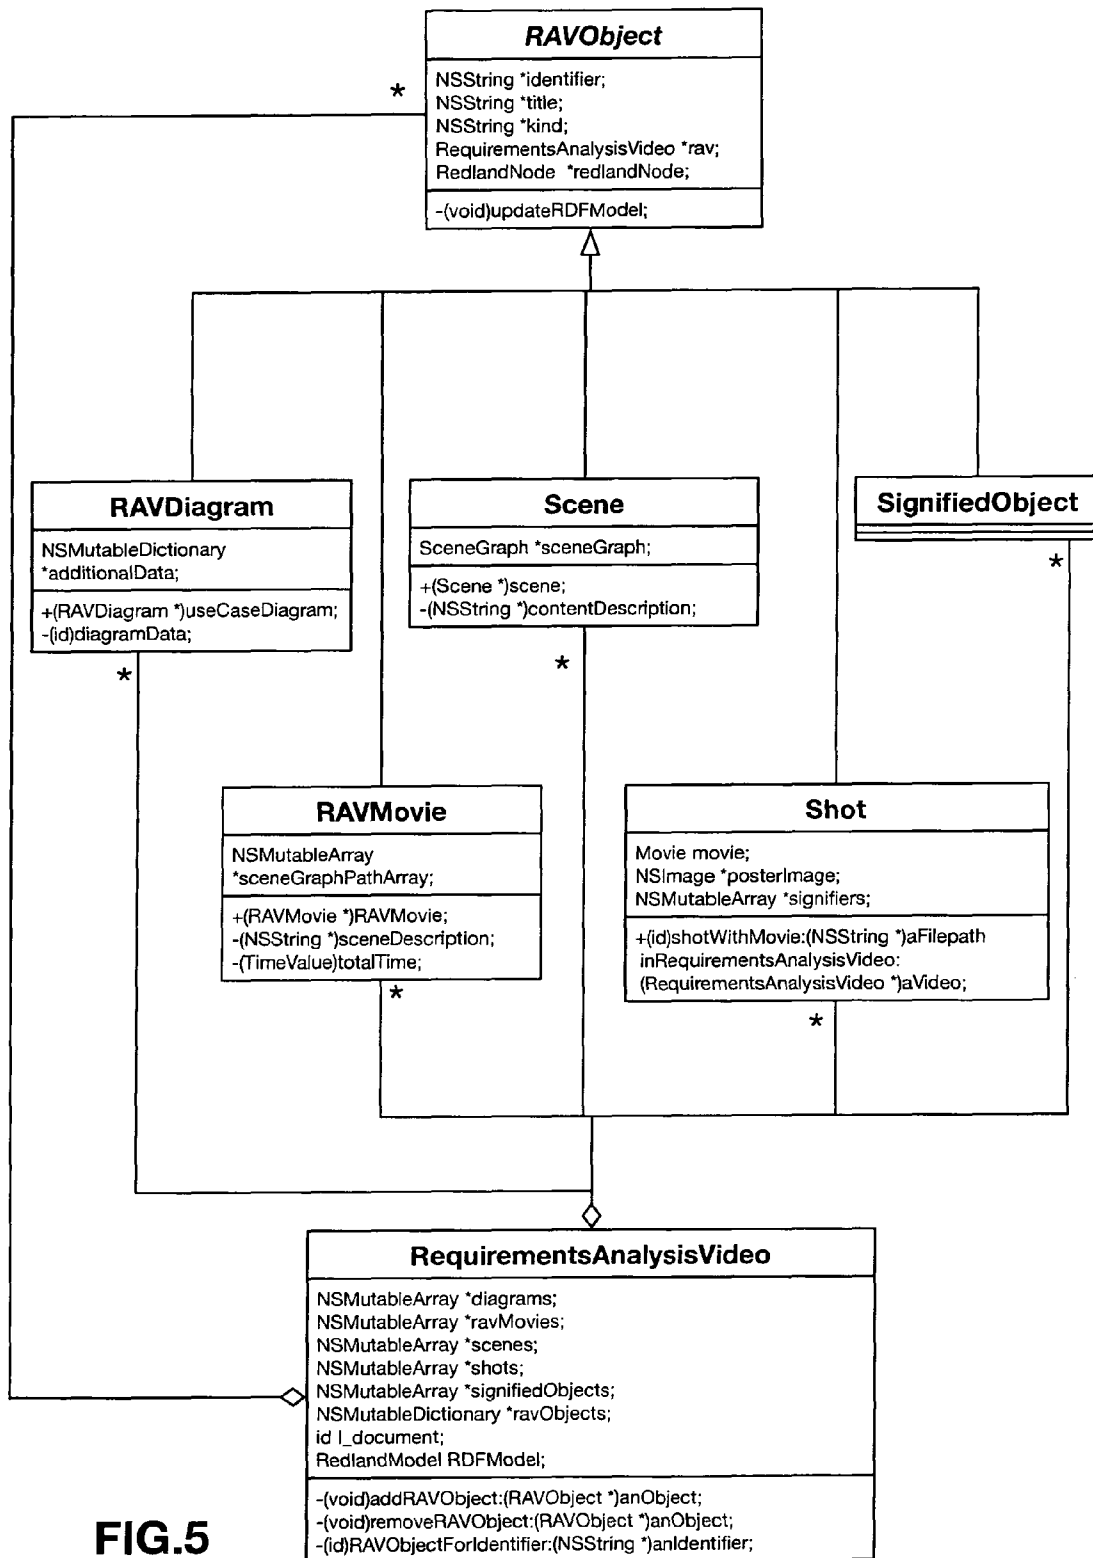 RAVObject
NSString *identifier;
NSString *title;
NSString *kind;
RequirementsAnalysisVideo *rav;
RedlandNode *redlandNode;
-(void)updateRDFModel;
*
RAVDiagram
NSMutableDictionary
*additionalData;
+(RAVDiagram *)useCaseDiagram;
-(id)diagramData;
*
Scene
SceneGraph *sceneGraph;
+(Scene *)scene;
-(NSString *)contentDescription;
*
SignifiedObject
*
RAVMovie
NSMutableArray
*sceneGraphPathArray;
+(RAVMovie *)RAVMovie;
-(NSString *)sceneDescription;
-(TimeValue)totalTime;
*
Shot
Movie movie;
NSImage *posterImage;
NSMutableArray *signifiers;
+(id)shotWithMovie:(NSString *)aFilepath
inRequirementsAnalysisVideo:
(RequirementsAnalysisVideo *)aVideo;
*
RequirementsAnalysisVideo
NSMutableArray *diagrams;
NSMutableArray *ravMovies;
NSMutableArray *scenes;
NSMutableArray *shots;
NSMutableArray *signifiedObjects;
NSMutableDictionary *ravObjects;
id I_document;
RedlandModel RDFModel;
-(void)addRAVObject:(RAVObject *)anObject;
-(void)removeRAVObject:(RAVObject *)anObject;
-(id)RAVObjectForIdentifier:(NSString *)anIdentifier;
FIG.5